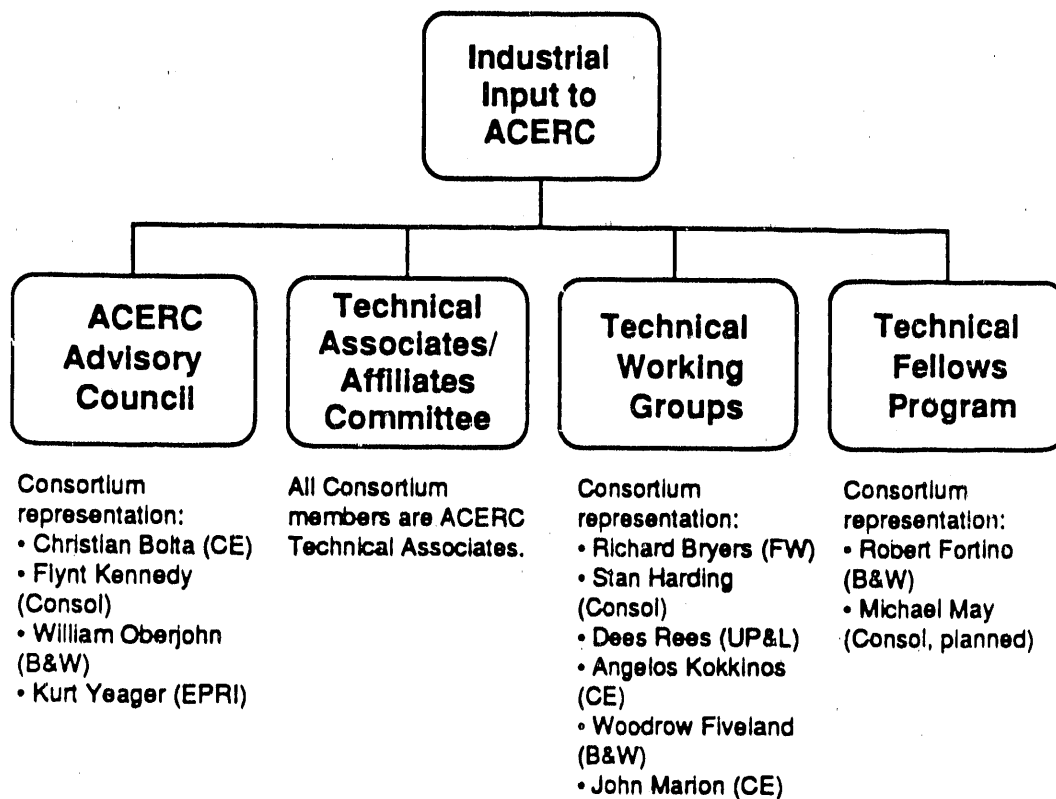 Industrial
Input to
ACERC
ACERC
Advisory
Council
Technical
Associates/
Affiliates
Committee
Technical
Working
Groups
Technical
Fellows
Program
Consortium
representation:
• Christian Bolta (CE)
• Flynt Kennedy
(Consol)
• William Oberjohn
(B&W)
• Kurt Yeager (EPRI)
All Consortium
members are ACERC
Technical Associates.
Consortium
representation:
• Richard Bryers (FW)
• Stan Harding
(Consol)
• Dees Rees (UP&L)
• Angelos Kokkinos
(CE)
• Woodrow Fiveland
(B&W)
• John Marion (CE)
Consortium
representation:
• Robert Fortino
(B&W)
• Michael May
(Consol, planned)